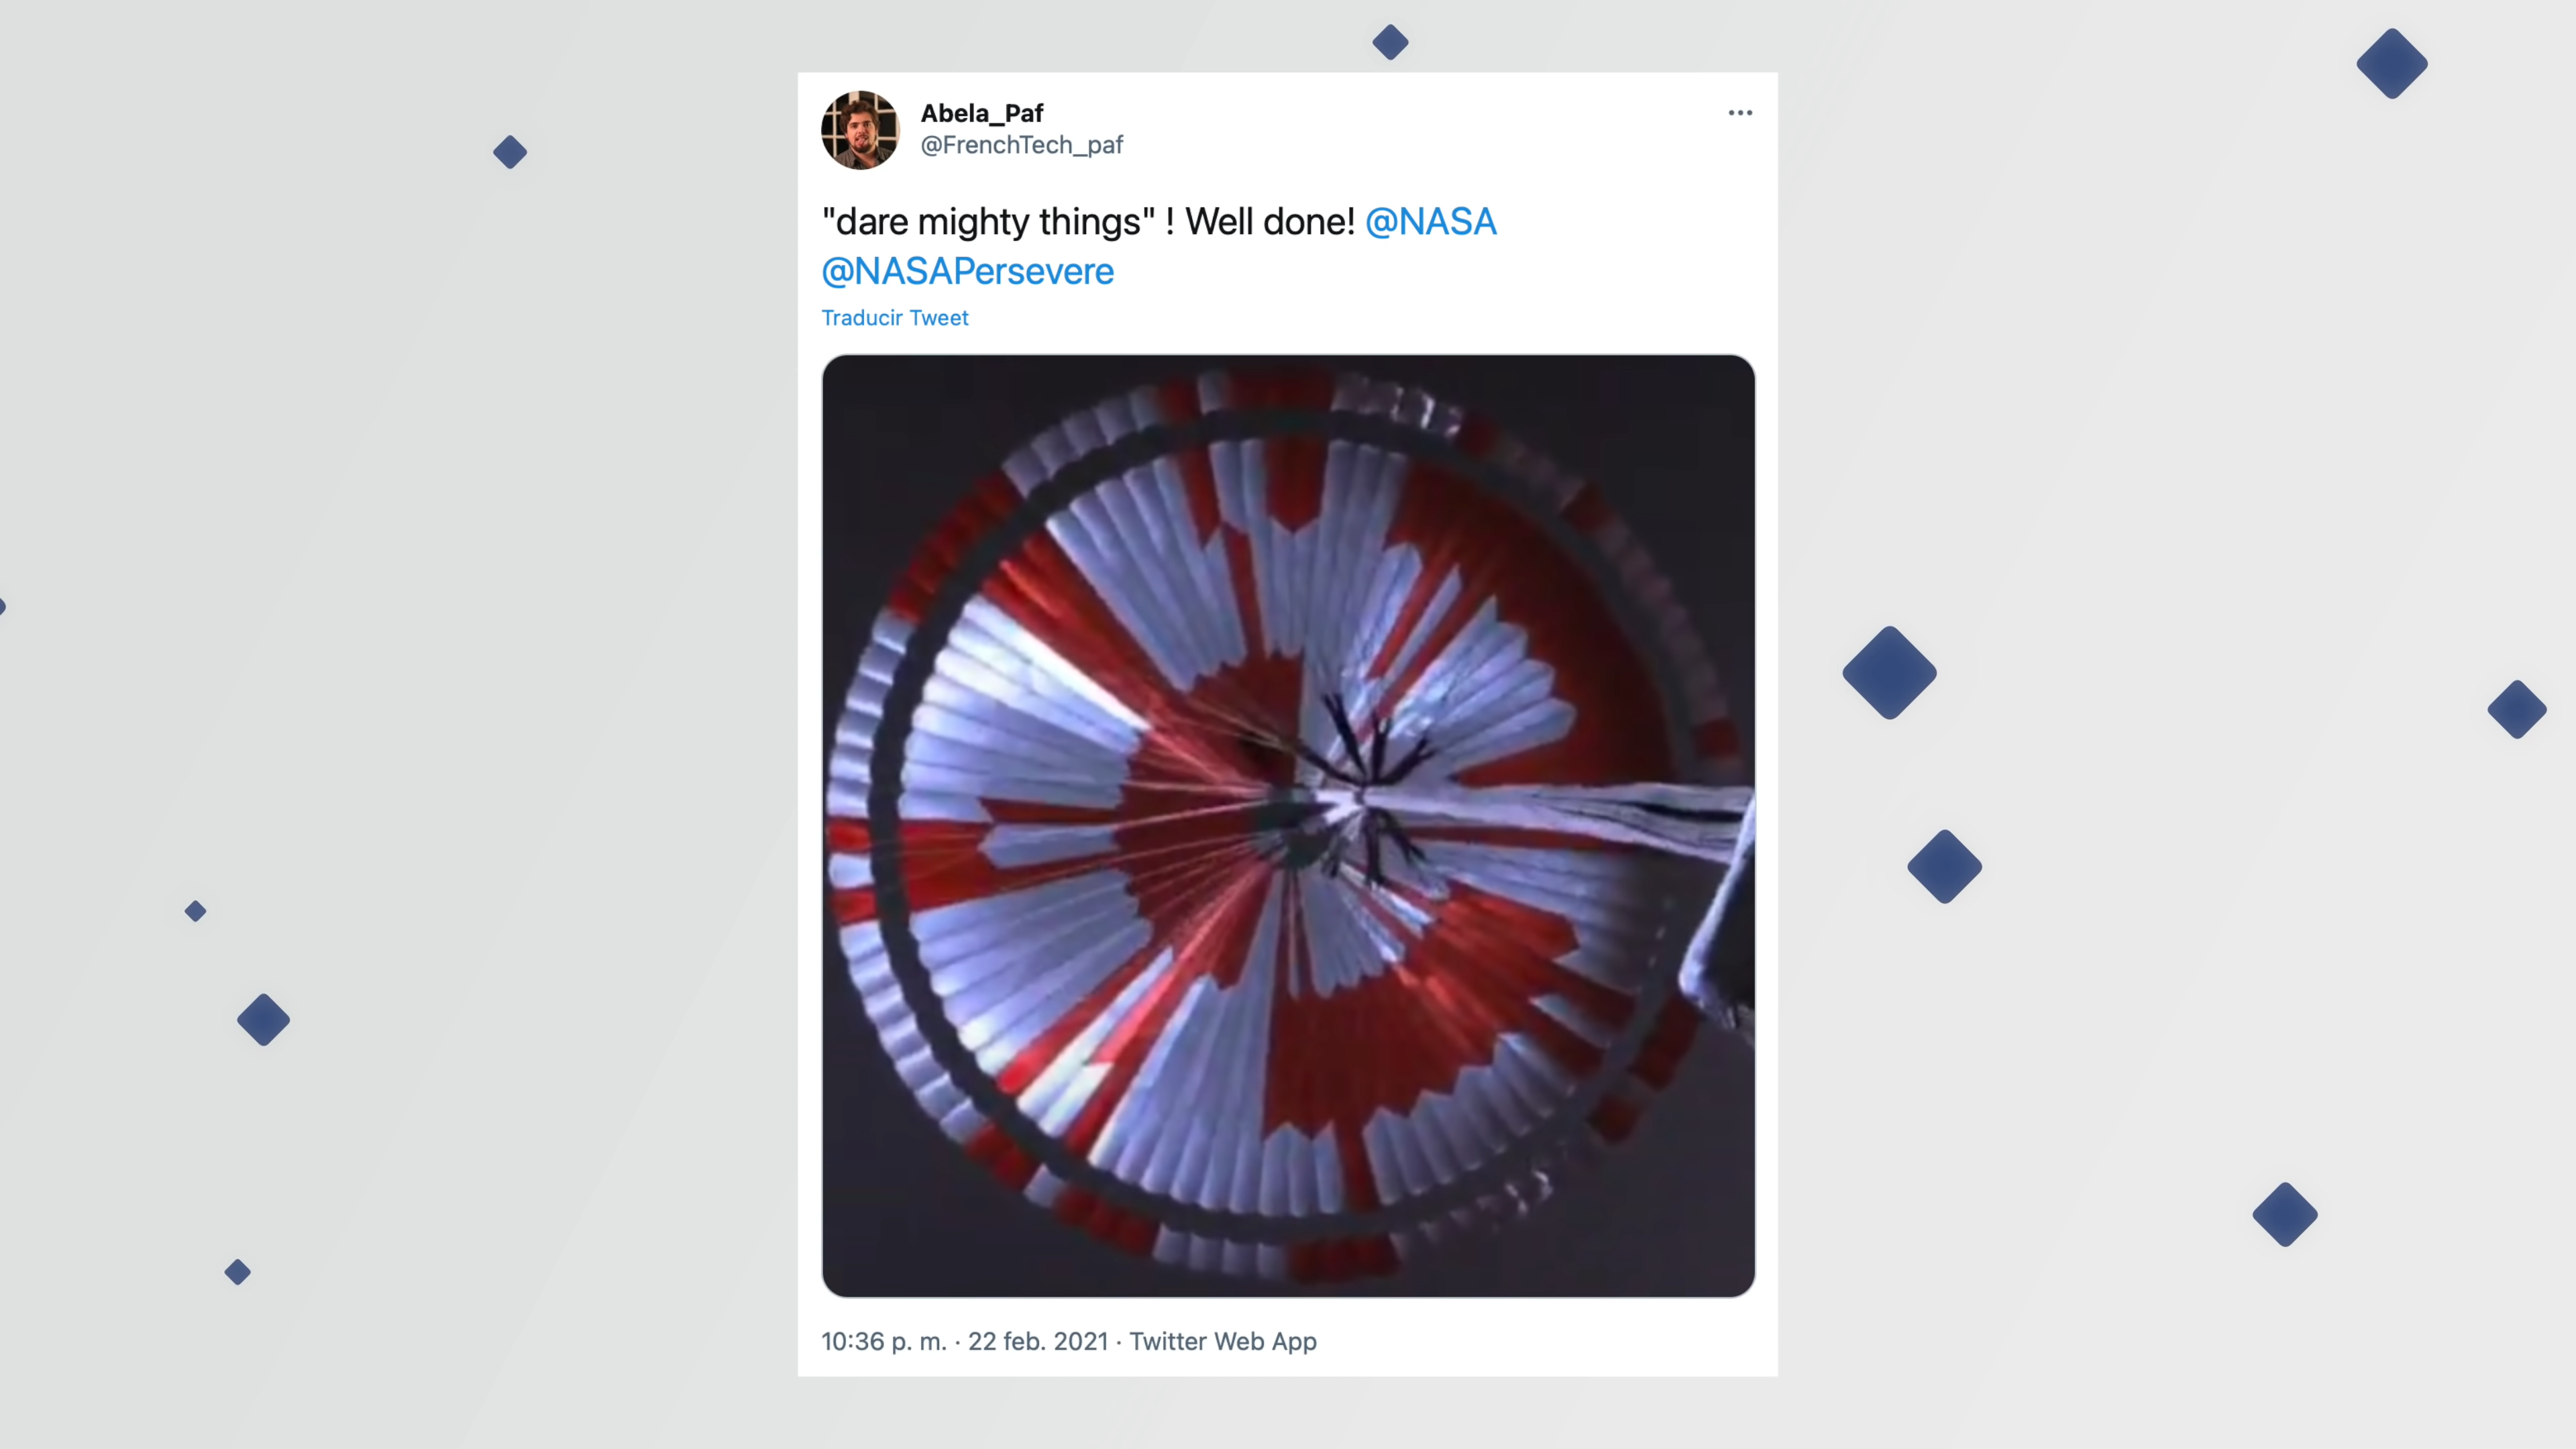 Abela_Paf
@FrenchTech_paf
"dare mighty things" ! Well done! @NASA
@NASAPersevere
Traducir Tweet
10:36 p. m. · 22 feb. 2021 · Twitter Web App